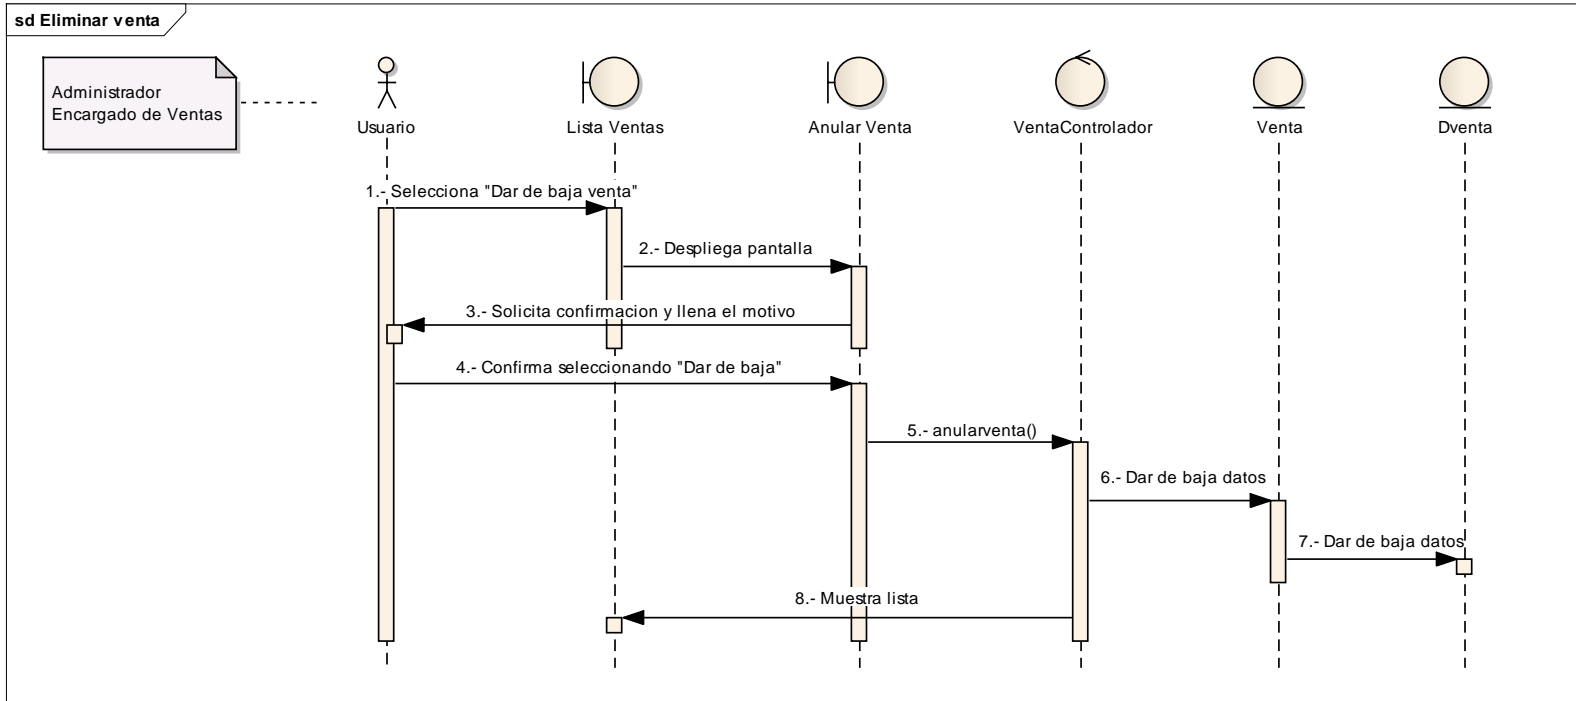 sd Eliminar venta
Administrador
Encargado de Ventas
Usuario
Lista Ventas
Anular Venta
VentaControlador
Venta
Dventa
1.- Selecciona "Dar de baja venta"
2.- Despliega pantalla
3.- Solicita confirmacion y llena el motivo
4.- Confirma seleccionando "Dar de baja"
5.- anularventa()
6.- Dar de baja datos
7.- Dar de baja datos
8.- Muestra lista